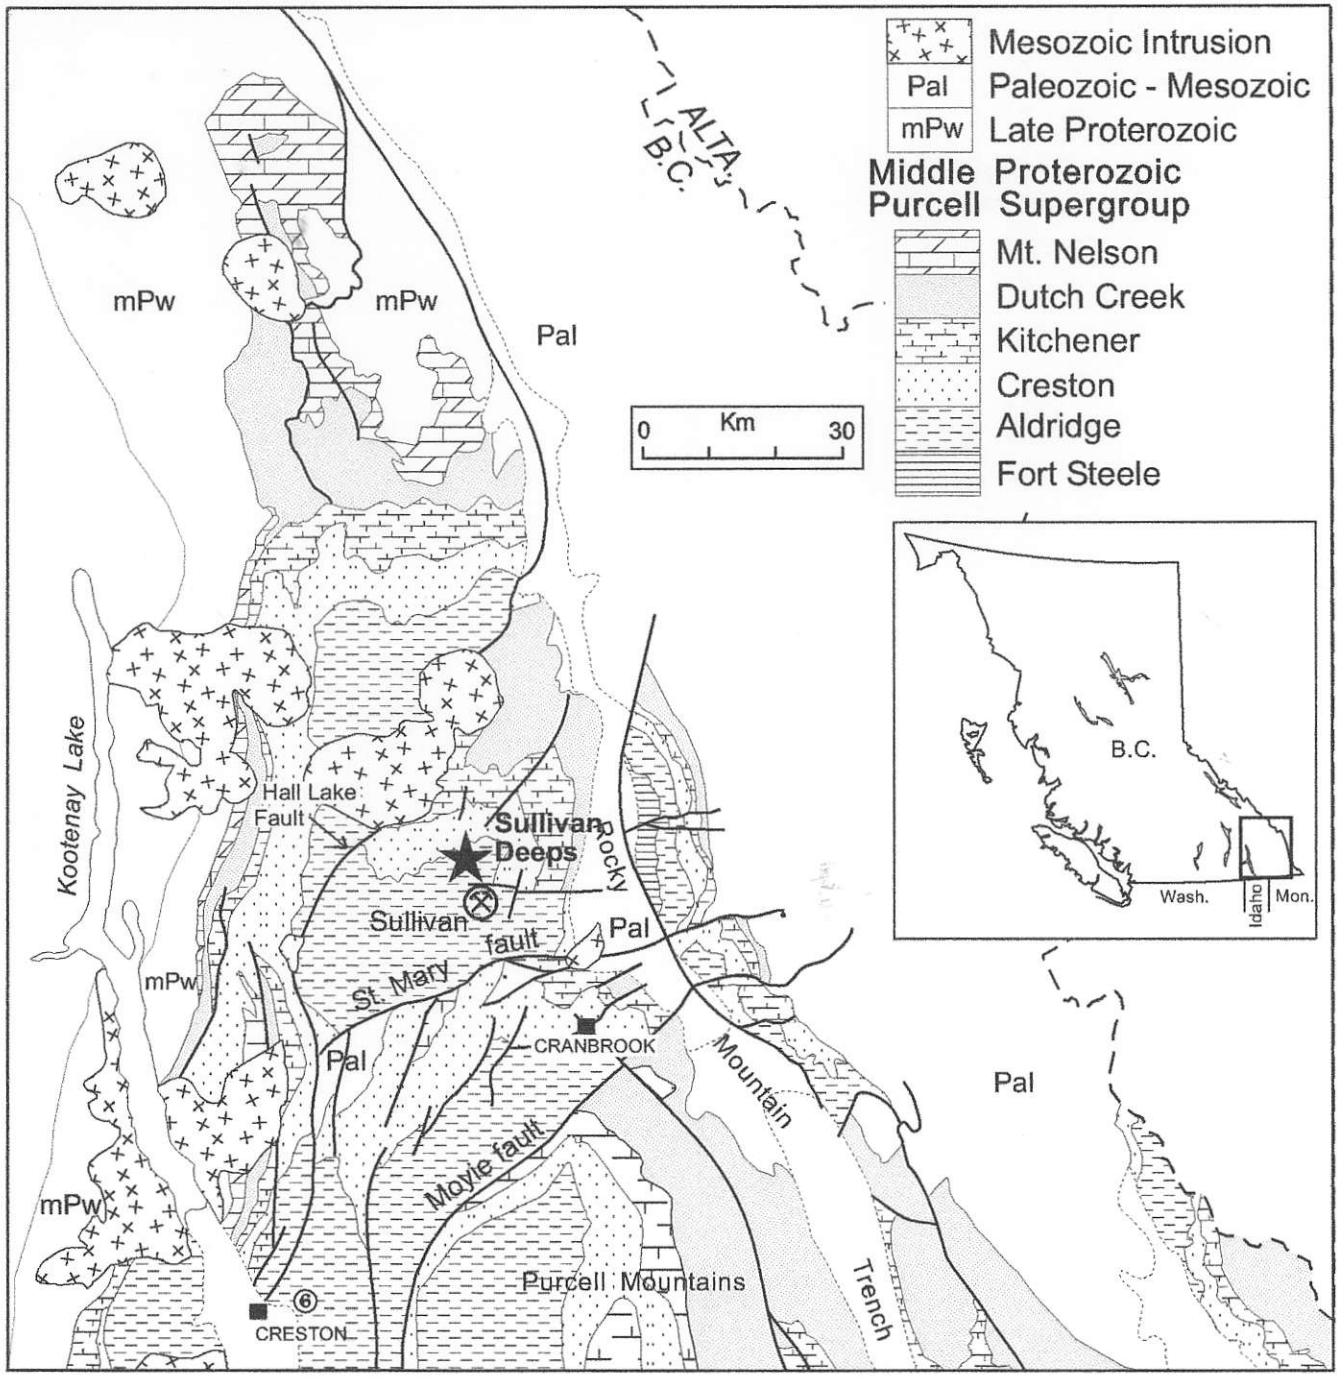 Mesozoic Intrusion
Pal Paleozoic - Mesozoic
mPw Late Proterozoic
Middle Proterozoic
Purcell Supergroup
Mt. Nelson
Dutch Creek
Kitchener
Creston
Aldridge
Fort Steele
ALTA.
B.C.
mPw
mPw
Pal
Km
0 30
B.C.
Wash.
Idaho
Mon.
Kootenay Lake
Hall Lake
Fault
Sullivan
Deeps
Rocky
Sullivan
fault
Pal
St. Mary
mPw
Pal
CRANBROOK
Mountain
Pal
Moyie fault
mPw
Purcell Mountains
Trench
6
CRESTON